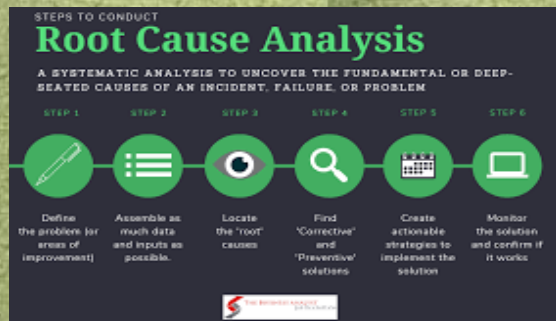 STEPS TO CONDUCT
Root Cause Analysis
A SYSTEMATIC ANALYSIS TO UNCOVER THE FUNDAMENTAL OR DEEP-
SEATED CAUSES OF AN INCIDENT, FAILURE, OR PROBLEM
STEP 1
STEP 2
STEP 3
STEP 4
STEP 5
STEP 6
Define
the problem (or
areas of
improvement)
Assemble as
much data
and inputs as
possible.
Locate
the "root"
causes
Find
'Corrective'
and
'Preventive'
solutions
Create
actionable
strategies to
implement the
solution
Monitor
the solution
and confirm if
it works
THE BUSINESS ANALYST